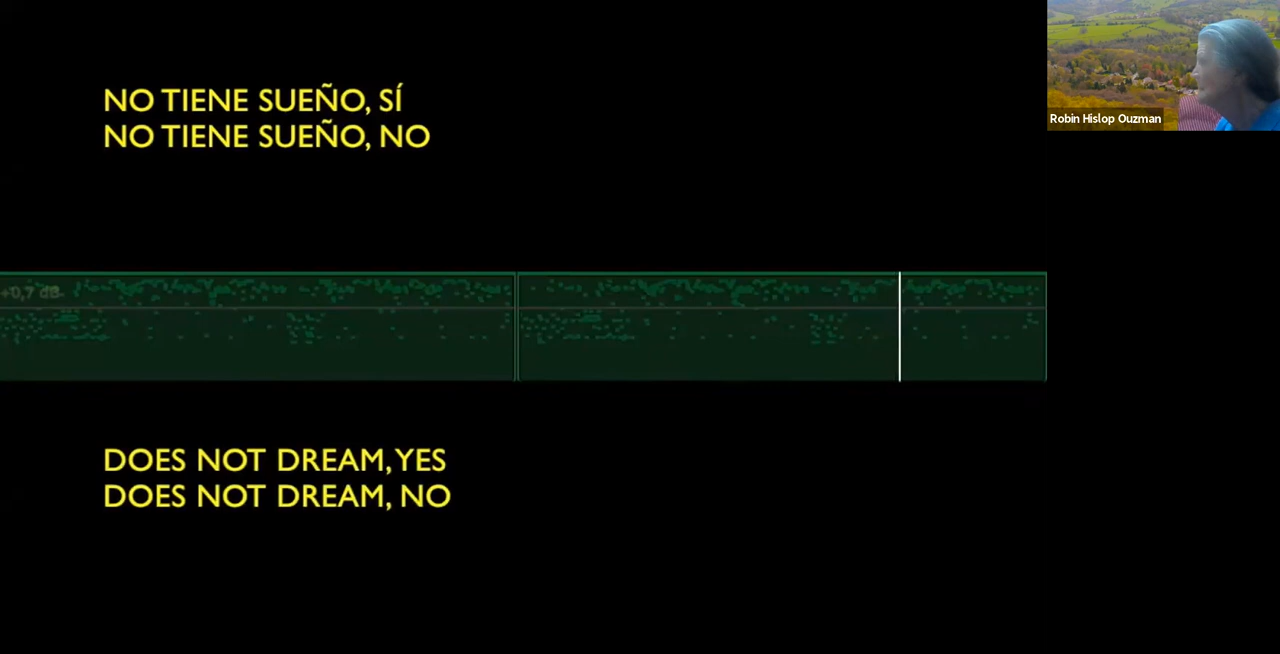 NO TIENE SUEÑO, SÍ
NO TIENE SUEÑO, NO
Robin Hislop Ouzman
+0,7 dB
DOES NOT DREAM, YES
DOES NOT DREAM, NO